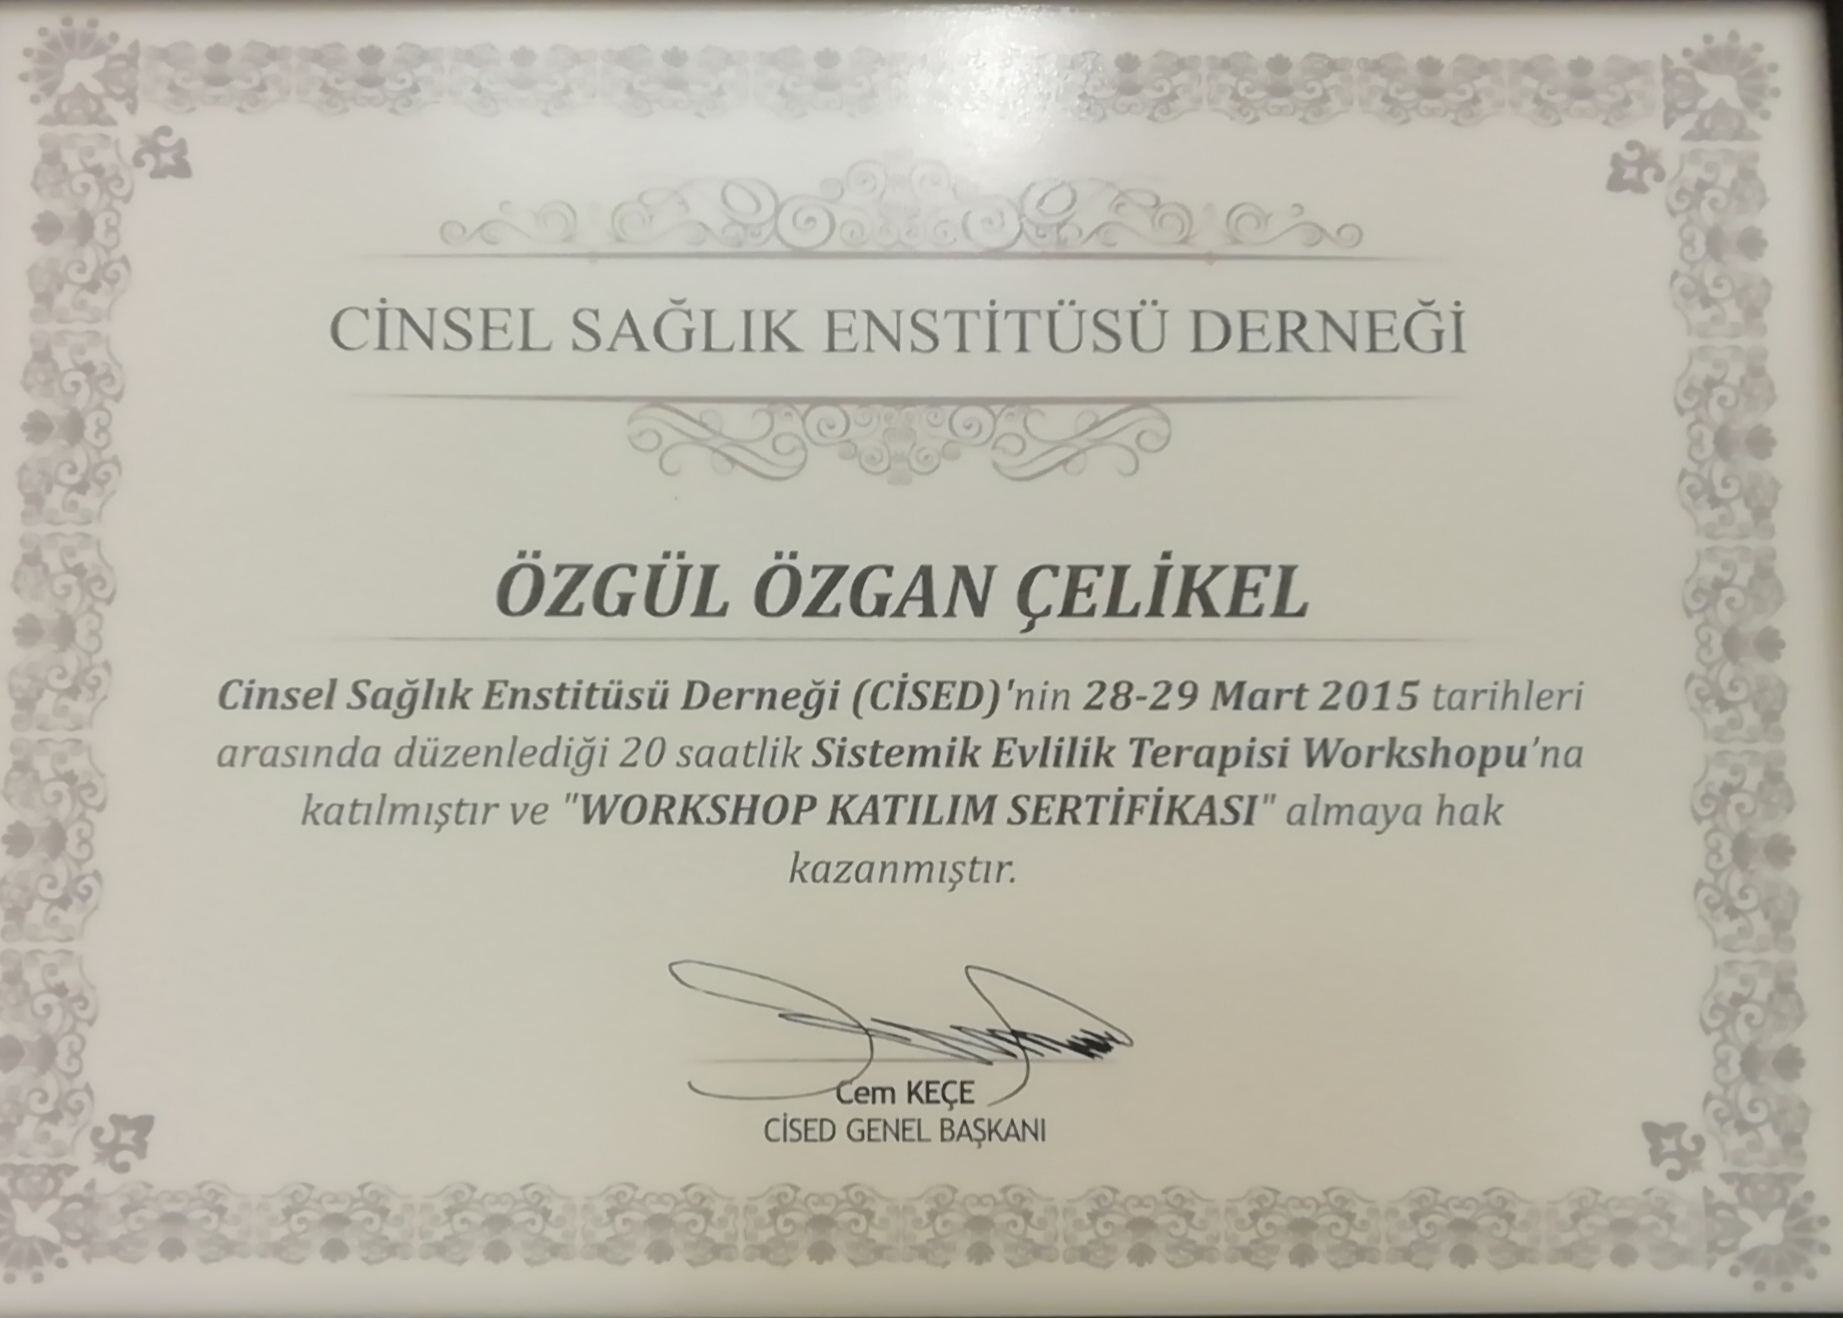 CİNSEL SAĞLIK ENSTİTÜSÜ DERNEĞİ
ÖZGÜL ÖZGAN ÇELİKEL
Cinsel Sağlık Enstitüsü Derneği (CİSED)'nin 28-29 Mart 2015 tarihleri
arasında düzenlediği 20 saatlik Sistemik Evlilik Terapisi Workshopu'na
katılmıştır ve "WORKSHOP KATILIM SERTİFİKASI" almaya hak
kazanmıştır.
Cem KEÇE
CİSED GENEL BAŞKANI